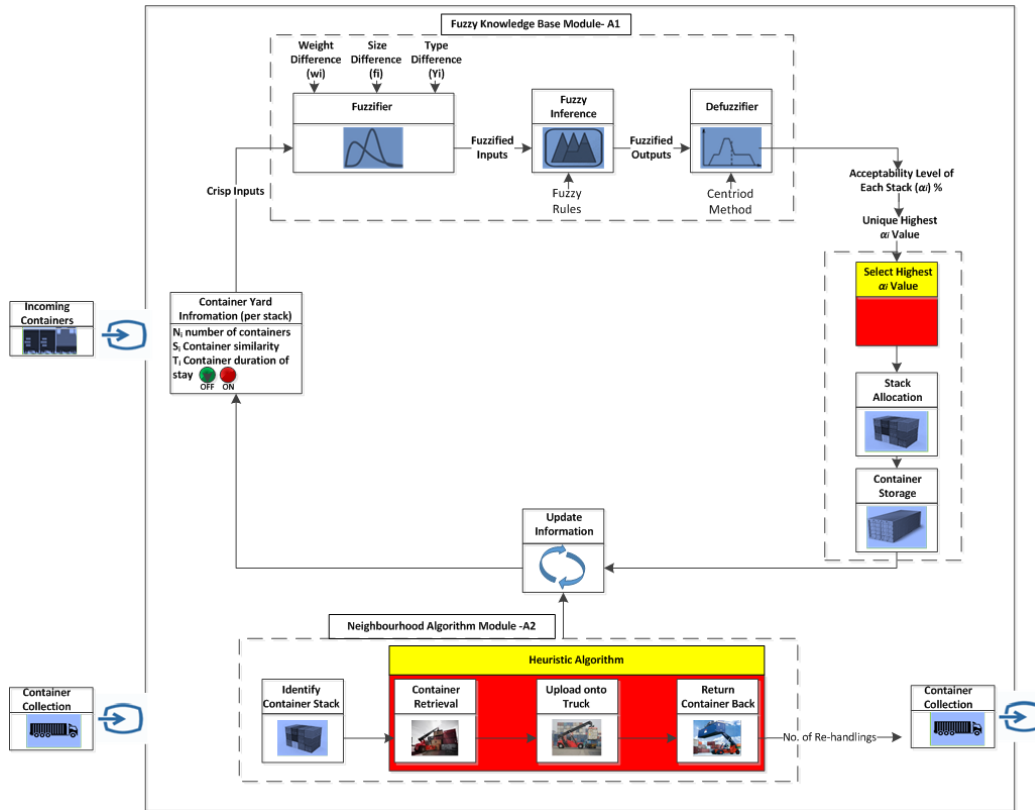 Fuzzy Knowledge Base Module- A1
Weight
Difference
(wi)
Size
Difference
(fi)
Type
Difference
(Yi)
Fuzzifier
Fuzzified
Inputs
Fuzzy
Inference
Fuzzy
Rules
Fuzzified
Outputs
Defuzzifier
Centriod
Method
Crisp Inputs
Acceptability Level of
Each Stack (αi) %
Unique Highest
αi Value
Select Highest
αi Value
Stack
Allocation
Container
Storage
Incoming
Containers
Container Yard
Infromation (per stack)
Ni number of containers
Si Container similarity
Ti Container duration of
stay
OFF ON
Update
Information
Neighbourhood Algorithm Module -A2
Heuristic Algorithm
Container
Collection
Identify
Container Stack
Container
Retrieval
Upload onto
Truck
Return
Container Back
No. of Re-handlings
Container
Collection